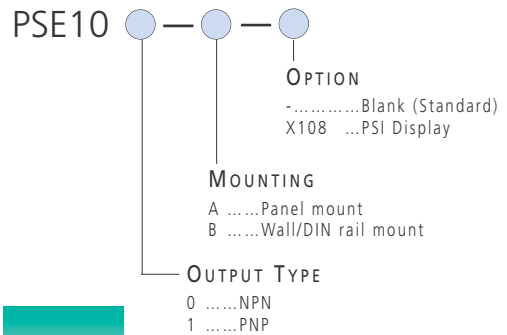 PSE10 — —
OPTION
-…………Blank (Standard)
X108 …PSI Display
MOUNTING
A ……Panel mount
B ……Wall/DIN rail mount
OUTPUT TYPE
0 ……NPN
1 ……PNP